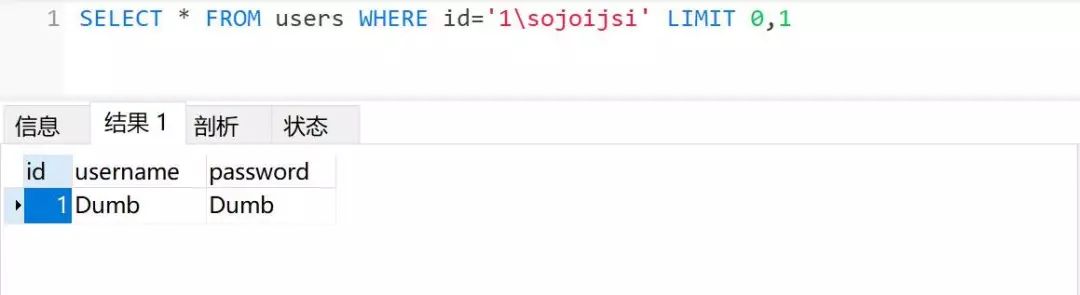 1 SELECT * FROM users WHERE id='1\sojoijsi' LIMIT 0,1
信息 结果 1 剖析 状态
id username password
1 Dumb Dumb